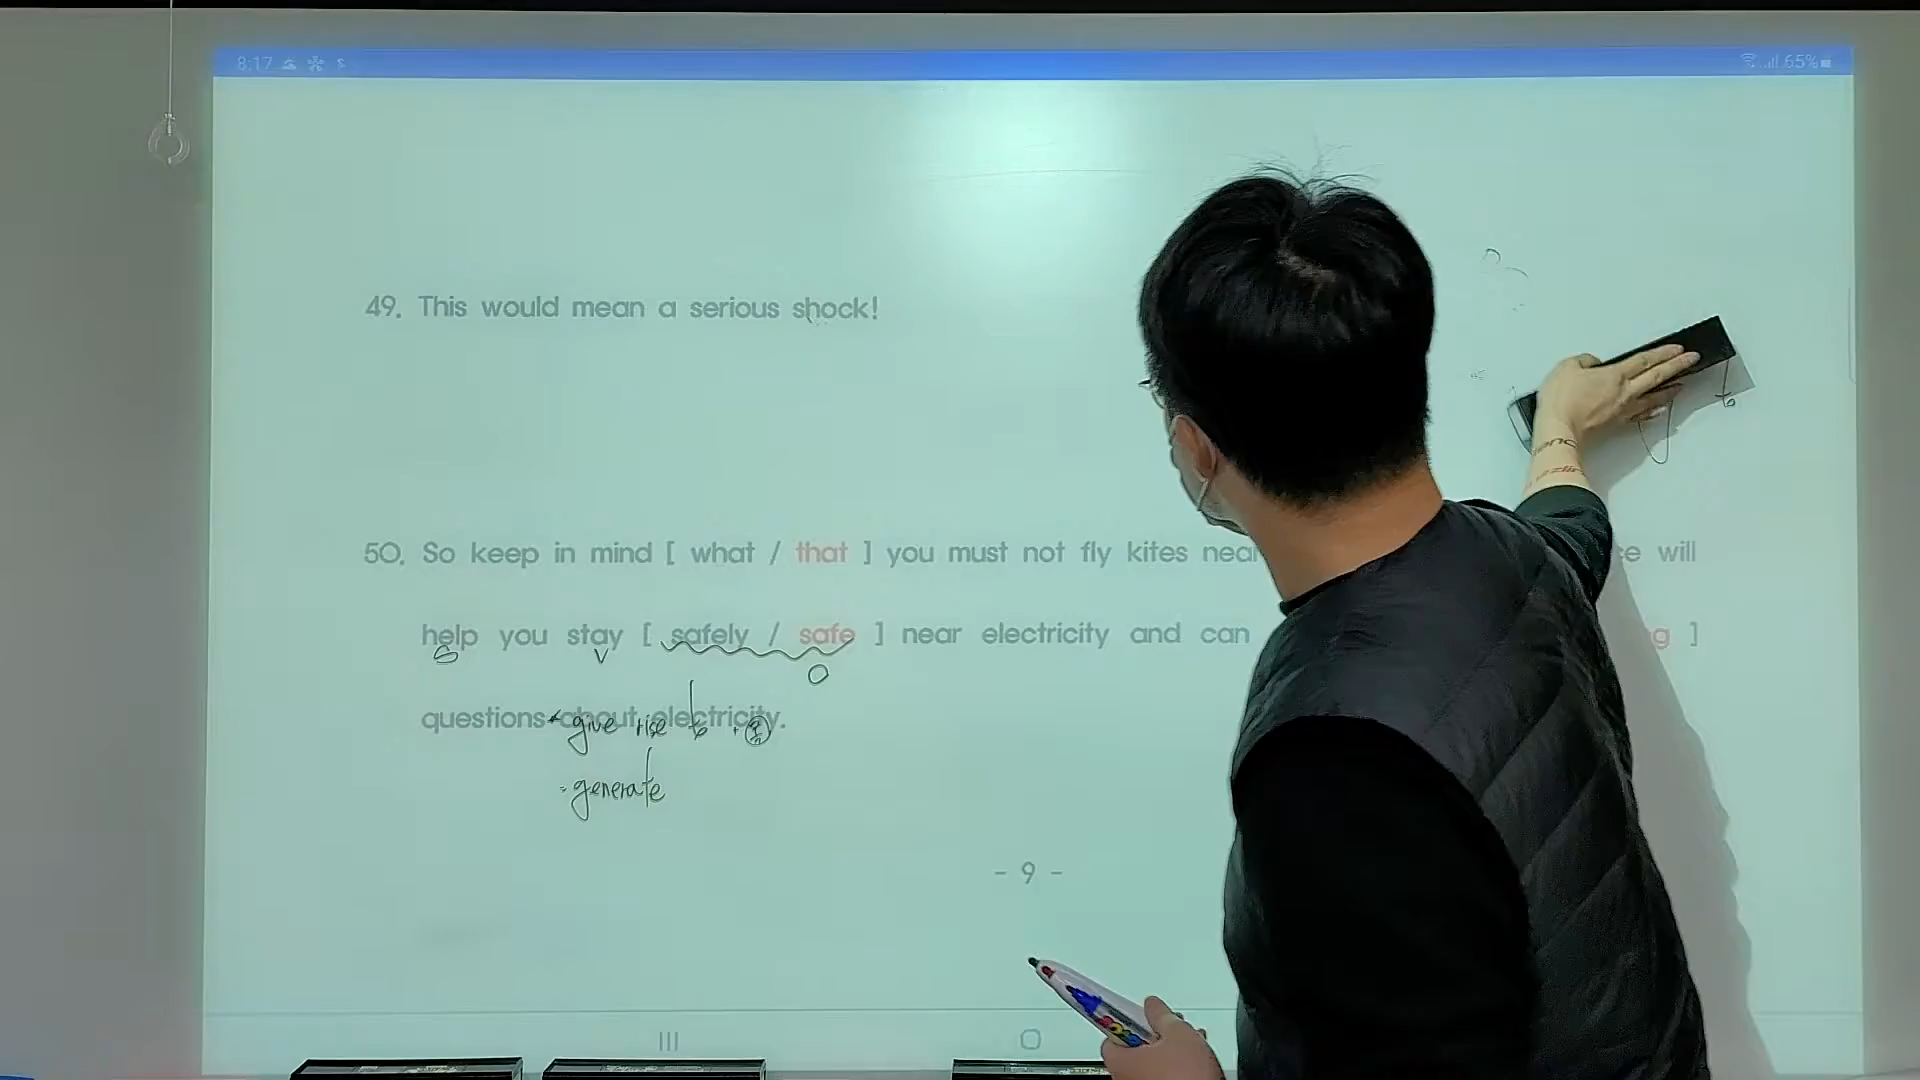 8:17
65%
49. This would mean a serious shock!
50. So keep in mind [ what / that ] you must not fly kites near will
help you stay [ safely / safe ] near electricity and can ]
S V O
questions about electricity.
give rise to +
= generate
to
- 9 -